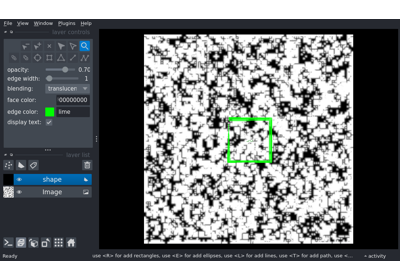 File View Window Plugins Help
layer controls
opacity: 0.70
edge width: 1
blending: translucen
face color: 00000000
edge color: lime
display text:
layer list
shape
Image
Ready
use <R> for add rectangles, use <E> for add ellipses, use <L> for add lines, use <T> for add path, use <...
activity